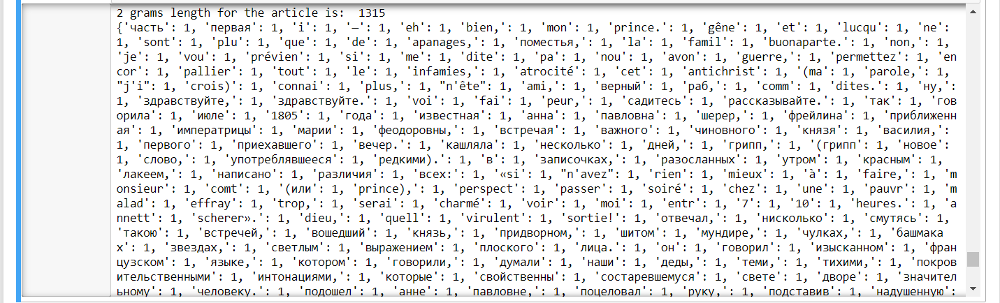 2 grams length for the article is:  1315
{'часть': 1, 'первая': 1, 'i': 1, '—': 1, 'eh': 1, 'bien,': 1, 'mon': 1, 'prince.': 1, 'gêne': 1, 'et': 1, 'lucqu': 1, 'ne':
1, 'sont': 1, 'plu': 1, 'que': 1, 'de': 1, 'apanages,': 1, 'поместья,': 1, 'la': 1, 'famil': 1, 'buonaparte.': 1, 'non,': 1,
'je': 1, 'vou': 1, 'prévien': 1, 'si': 1, 'me': 1, 'dite': 1, 'pa': 1, 'nou': 1, 'avon': 1, 'guerre,': 1, 'permettez': 1, 'en
cor': 1, 'pallier': 1, 'tout': 1, 'le': 1, 'infamies,': 1, 'atrocité': 1, 'cet': 1, 'antichrist': 1, '(ma': 1, 'parole,': 1,
"j'i": 1, 'crois)': 1, 'connai': 1, 'plus,': 1, "n'ête": 1, 'ami,': 1, 'верный': 1, 'раб,': 1, 'comm': 1, 'dites.': 1, 'ну,':
1, 'здравствуйте,': 1, 'здравствуйте.': 1, 'voi': 1, 'fai': 1, 'peur,': 1, 'садитесь': 1, 'рассказывайте.': 1, 'так': 1, 'гов
орила': 1, 'июле': 1, '1805': 1, 'года': 1, 'известная': 1, 'анна': 1, 'павловна': 1, 'шерер,': 1, 'фрейлина': 1, 'приближенн
ая': 1, 'императрицы': 1, 'марии': 1, 'феодоровны,': 1, 'встречая': 1, 'важного': 1, 'чиновного': 1, 'князя': 1, 'василия,':
1, 'первого': 1, 'приехавшего': 1, 'вечер.': 1, 'кашляла': 1, 'несколько': 1, 'дней,': 1, 'грипп,': 1, '(грипп': 1, 'новое':
1, 'слово,': 1, 'употреблявшееся': 1, 'редкими).': 1, 'в': 1, 'записочках,': 1, 'разосланных': 1, 'утром': 1, 'красным': 1,
'лакеем,': 1, 'написано': 1, 'различия': 1, 'всех:': 1, '«si': 1, "n'avez": 1, 'rien': 1, 'mieux': 1, 'à': 1, 'faire,': 1, 'm
onsieur': 1, 'comt': 1, '(или': 1, 'prince),': 1, 'perspect': 1, 'passer': 1, 'soiré': 1, 'chez': 1, 'une': 1, 'pauvr': 1, 'm
alad': 1, 'effray': 1, 'trop,': 1, 'serai': 1, 'charmé': 1, 'voir': 1, 'moi': 1, 'entr': 1, '7': 1, '10': 1, 'heures.': 1, 'a
nnett': 1, 'scherer».': 1, 'dieu,': 1, 'quell': 1, 'virulent': 1, 'sortie!': 1, 'отвечал,': 1, 'нисколько': 1, 'смутясь': 1,
'такою': 1, 'встречей,': 1, 'вошедший': 1, 'князь,': 1, 'придворном,': 1, 'шитом': 1, 'мундире,': 1, 'чулках,': 1, 'башмака
х': 1, 'звездах,': 1, 'светлым': 1, 'выражением': 1, 'плоского': 1, 'лица.': 1, 'он': 1, 'говорил': 1, 'изысканном': 1, 'фран
цузском': 1, 'языке,': 1, 'котором': 1, 'говорили,': 1, 'думали': 1, 'наши': 1, 'деды,': 1, 'теми,': 1, 'тихими,': 1, 'покров
ительственными': 1, 'интонациями,': 1, 'которые': 1, 'свойственны': 1, 'состаревшемуся': 1, 'свете': 1, 'дворе': 1, 'значител
ьному': 1, 'человеку.': 1, 'подошел': 1, 'анне': 1, 'павловне,': 1, 'поцеловал': 1, 'руку,': 1, 'подставив': 1, 'надушенную':